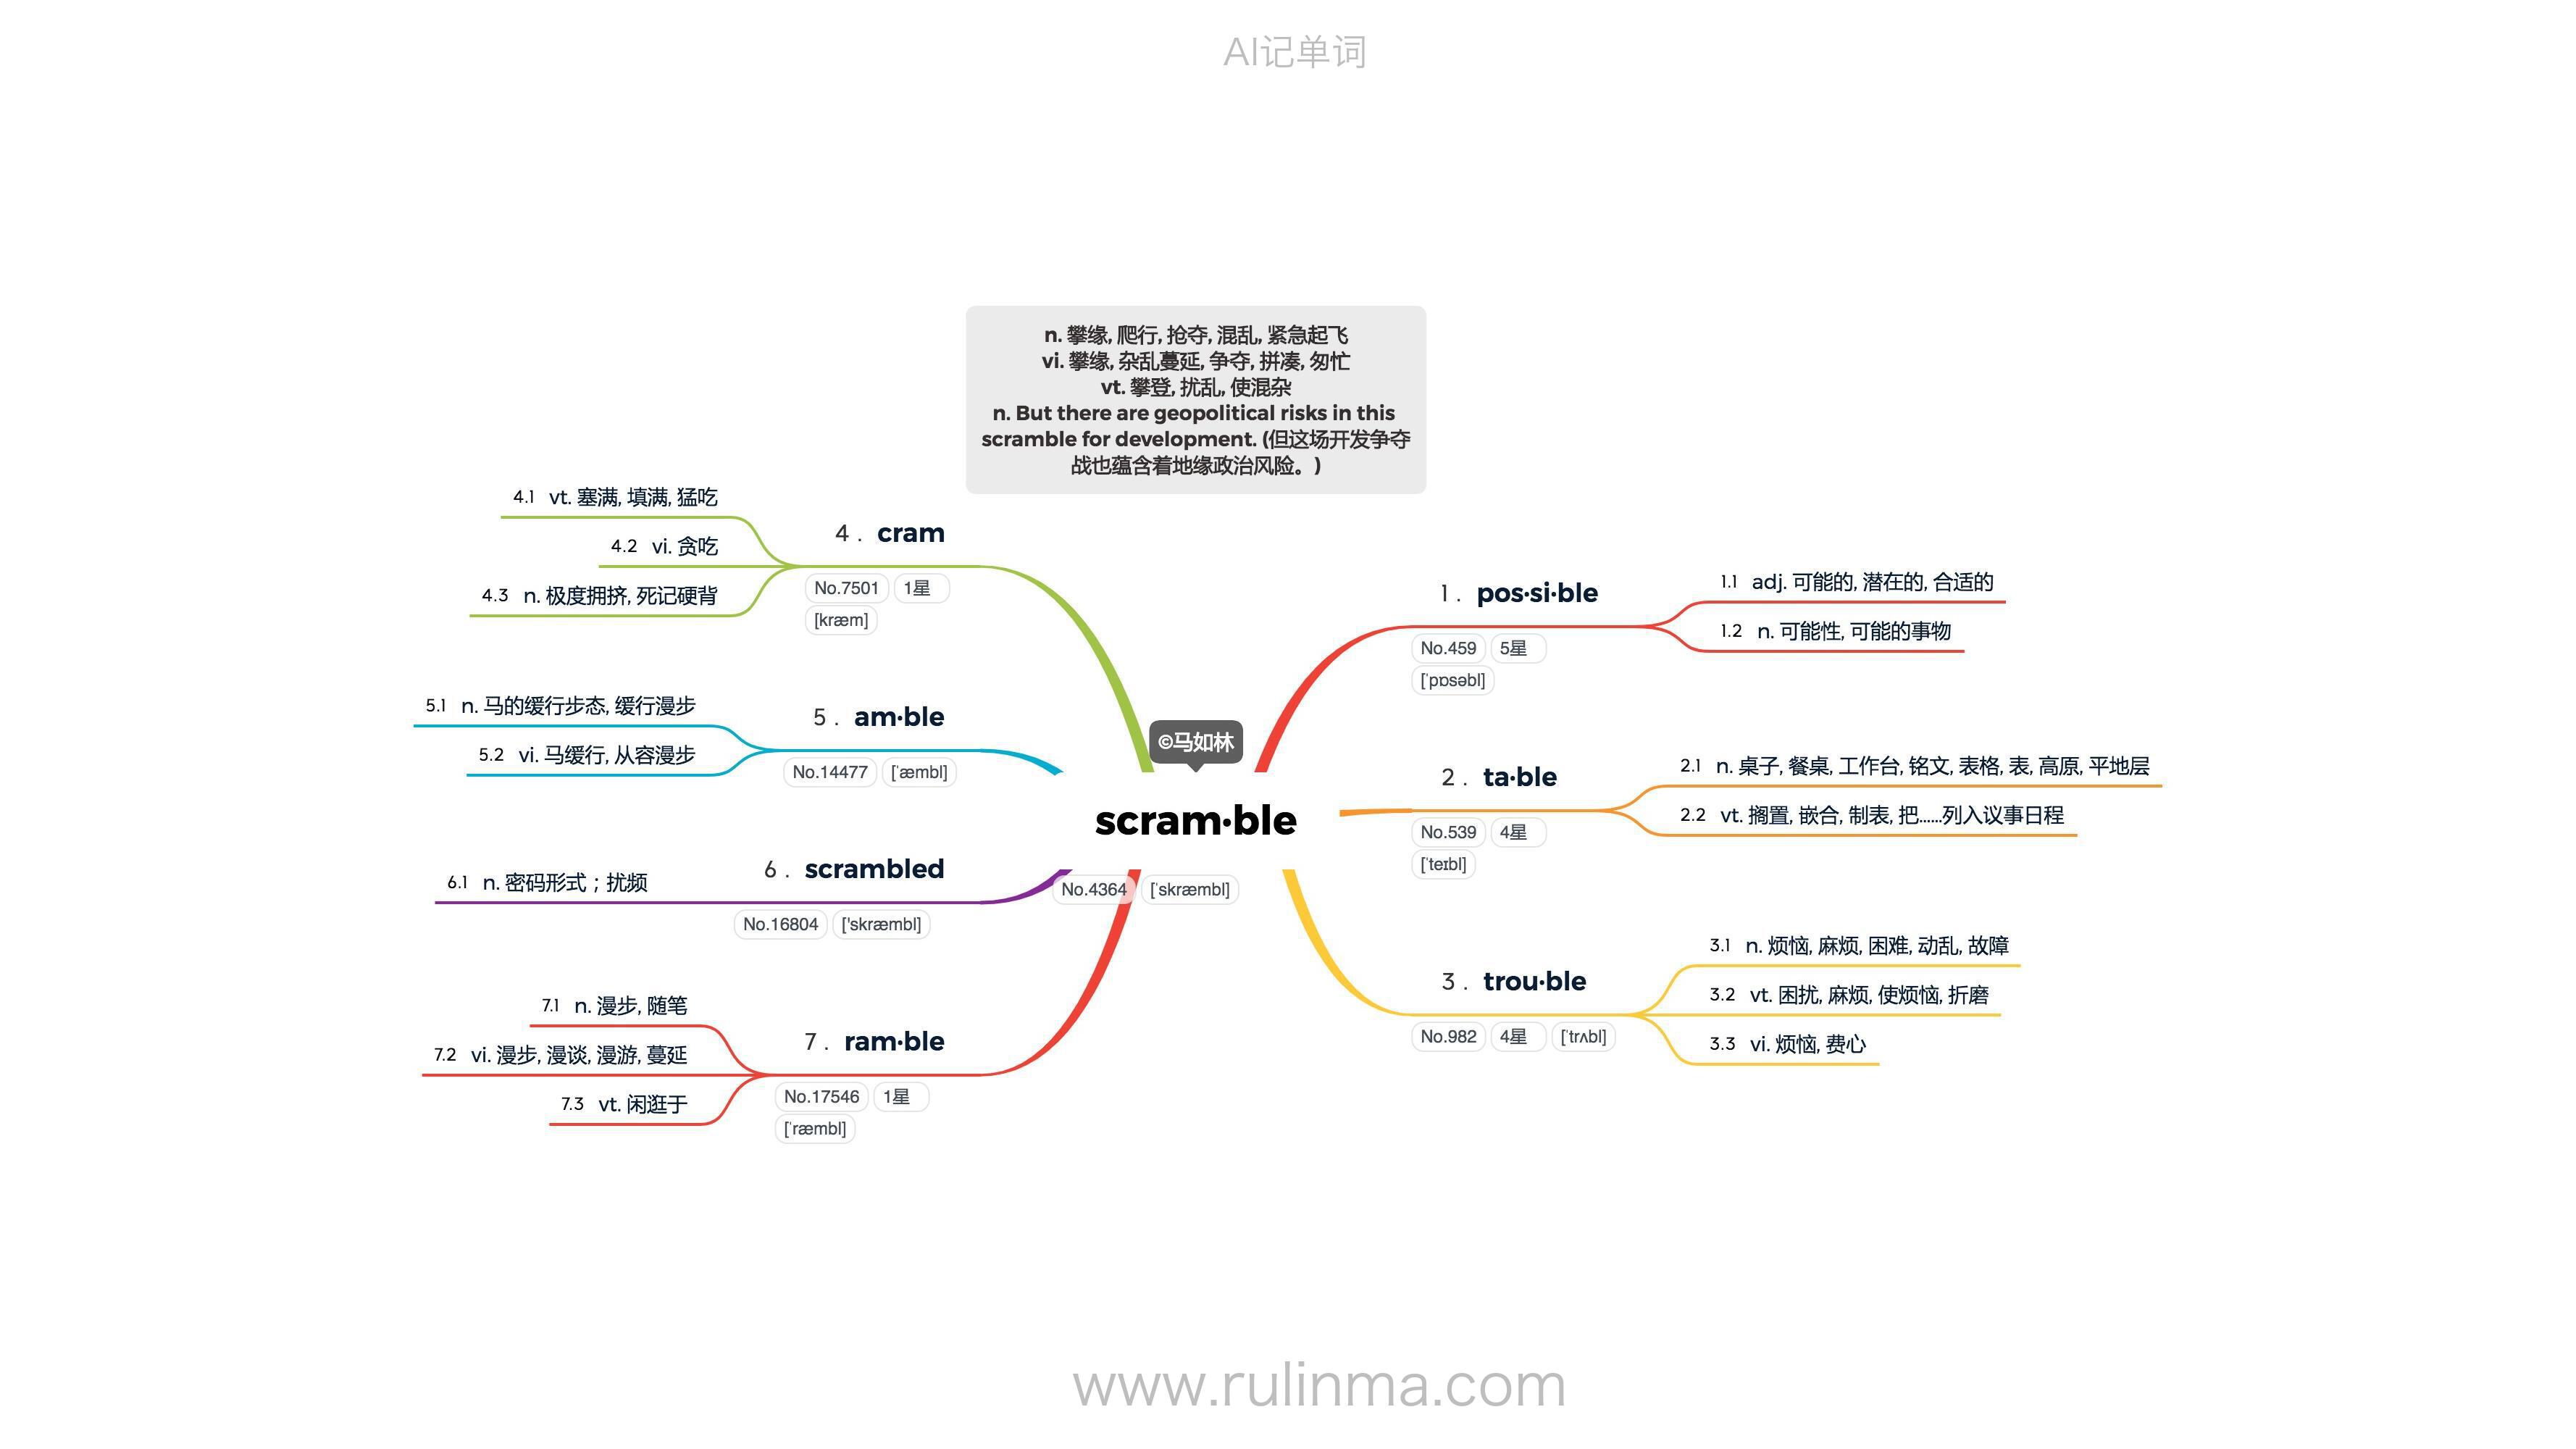 AI记单词
n. 攀缘, 爬行, 抢夺, 混乱, 紧急起飞
vi. 攀缘, 杂乱蔓延, 争夺, 拼凑, 匆忙
vt. 攀登, 扰乱, 使混杂
n. But there are geopolitical risks in this
scramble for development. (但这场开发争夺
战也蕴含着地缘政治风险。)
©马如林
scram·ble
No.4364 [ˈskræmbl]
1. pos·si·ble
No.459 5星
[ˈpɒsəbl]
1.1 adj. 可能的, 潜在的, 合适的
1.2 n. 可能性, 可能的事物
2. ta·ble
No.539 4星
[ˈteɪbl]
2.1 n. 桌子, 餐桌, 工作台, 铭文, 表格, 表, 高原, 平地层
2.2 vt. 搁置, 嵌合, 制表, 把……列入议事日程
3. trou·ble
No.982 4星 [ˈtrʌbl]
3.1 n. 烦恼, 麻烦, 困难, 动乱, 故障
3.2 vt. 困扰, 麻烦, 使烦恼, 折磨
3.3 vi. 烦恼, 费心
4. cram
No.7501 1星
[kræm]
4.1 vt. 塞满, 填满, 猛吃
4.2 vi. 贪吃
4.3 n. 极度拥挤, 死记硬背
5. am·ble
No.14477 [ˈæmbl]
5.1 n. 马的缓行步态, 缓行漫步
5.2 vi. 马缓行, 从容漫步
6. scrambled
No.16804 ['skræmbl]
6.1 n. 密码形式；扰频
7. ram·ble
No.17546 1星
[ˈræmbl]
7.1 n. 漫步, 随笔
7.2 vi. 漫步, 漫谈, 漫游, 蔓延
7.3 vt. 闲逛于
www.rulinma.com